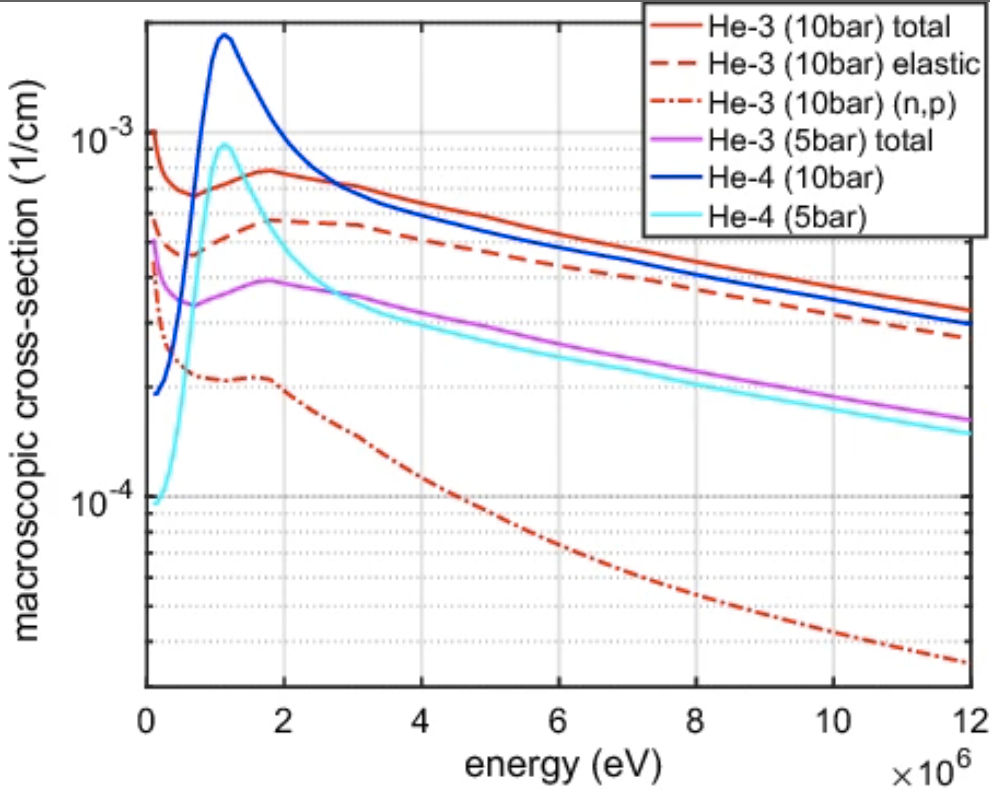 He-3 (10bar) total
He-3 (10bar) elastic
He-3 (10bar) (n,p)
He-3 (5bar) total
He-4 (10bar)
He-4 (5bar)
macroscopic cross-section (1/cm)
10-3
10-4
0 2 4 6 8 10 12
energy (eV)
×10 6